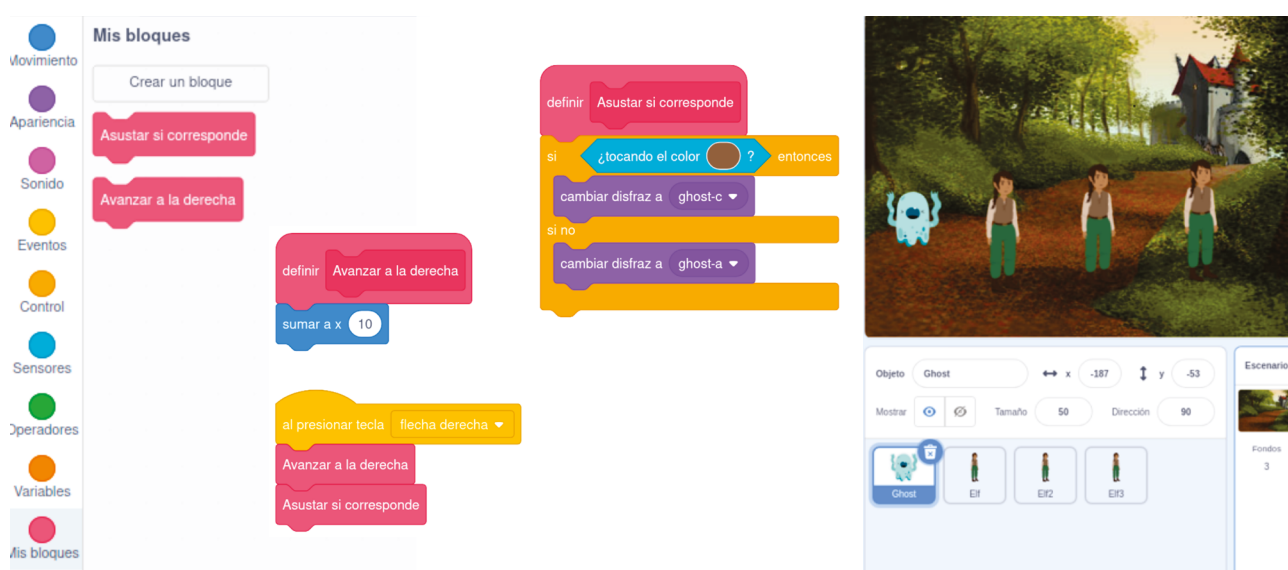 Mis bloques
Crear un bloque
Asustar si corresponde
Avanzar a la derecha
Movimiento
Apariencia
Sonido
Eventos
Control
Sensores
Operadores
Variables
Mis bloques
definir Avanzar a la derecha
sumar a x 10
al presionar tecla flecha derecha
Avanzar a la derecha
Asustar si corresponde
definir Asustar si corresponde
si ¿tocando el color ? entonces
cambiar disfraz a ghost-c
si no
cambiar disfraz a ghost-a
Objeto Ghost x -187 y -53
Mostrar Tamaño 50 Dirección 90
Ghost Elf Elf2 Elf3
Escenario
Fondos
3